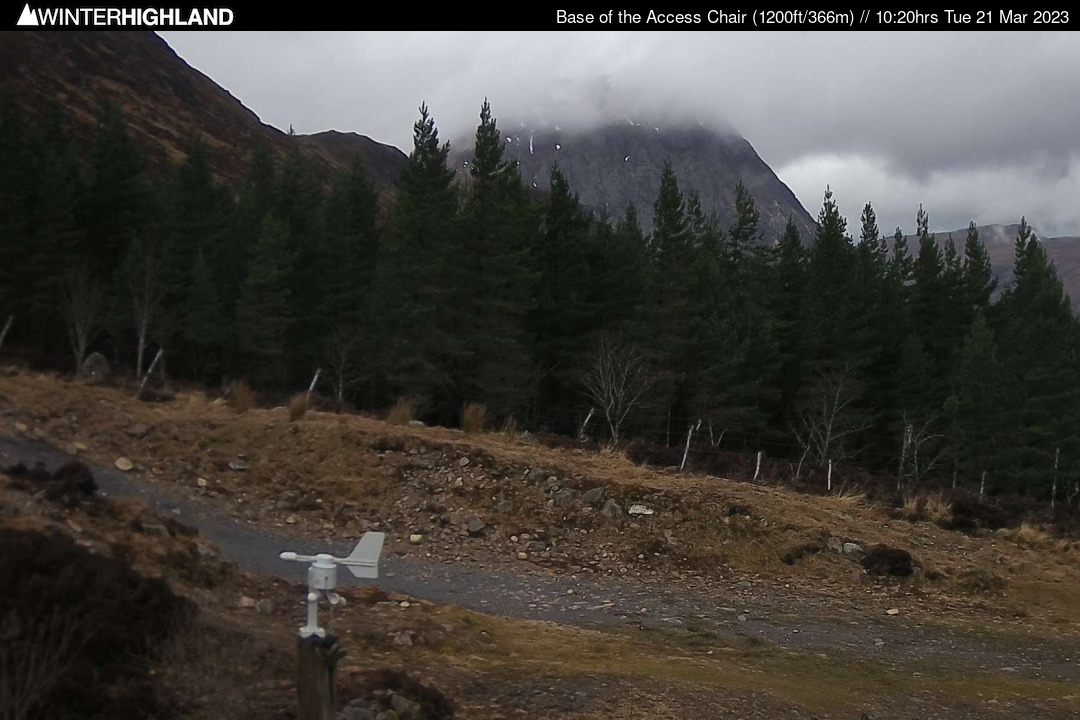 WINTERHIGHLAND
Base of the Access Chair (1200ft/366m) // 10:20hrs Tue 21 Mar 2023